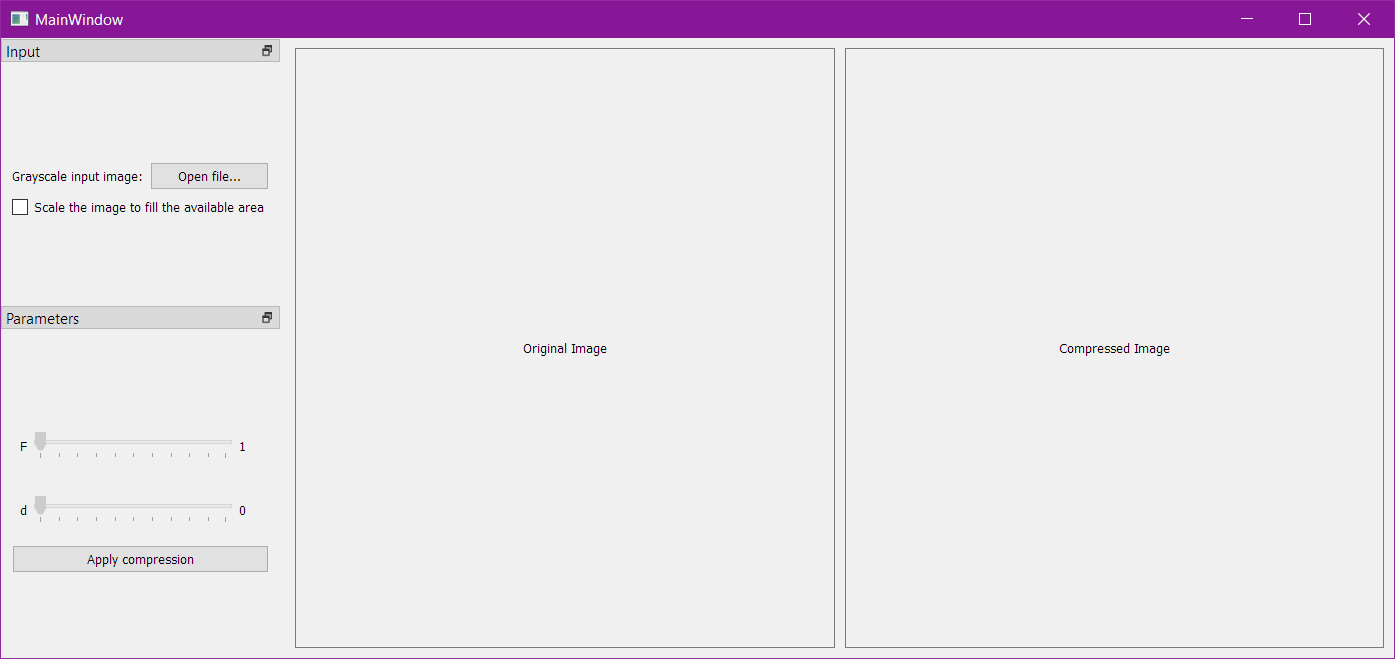 MainWindow
Input
Grayscale input image: Open file...
Scale the image to fill the available area
Parameters
F 1
d 0
Apply compression
Original Image
Compressed Image